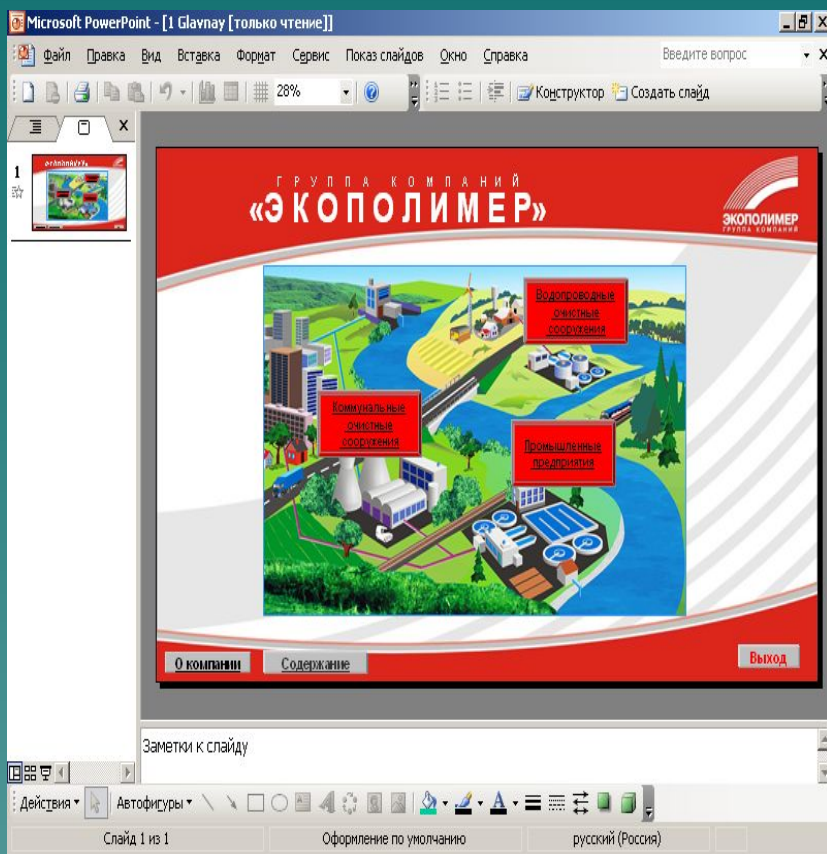 Microsoft PowerPoint - [1 Glavnay [только чтение]]
Файл Правка Вид Вставка Формат Сервис Показ слайдов Окно Справка Введите вопрос
28% Конструктор Создать слайд
1
ГРУППА КОМПАНИЙ
«ЭКОПОЛИМЕР»
ЭКОПОЛИМЕР
ГРУППА КОМПАНИЙ
Водопроводные
очистные
сооружения
Коммунальные
очистные
сооружения
Промышленные
предприятия
О компании Содержание Выход
Заметки к слайду
Действия Автофигуры
Слайд 1 из 1 Оформление по умолчанию русский (Россия)